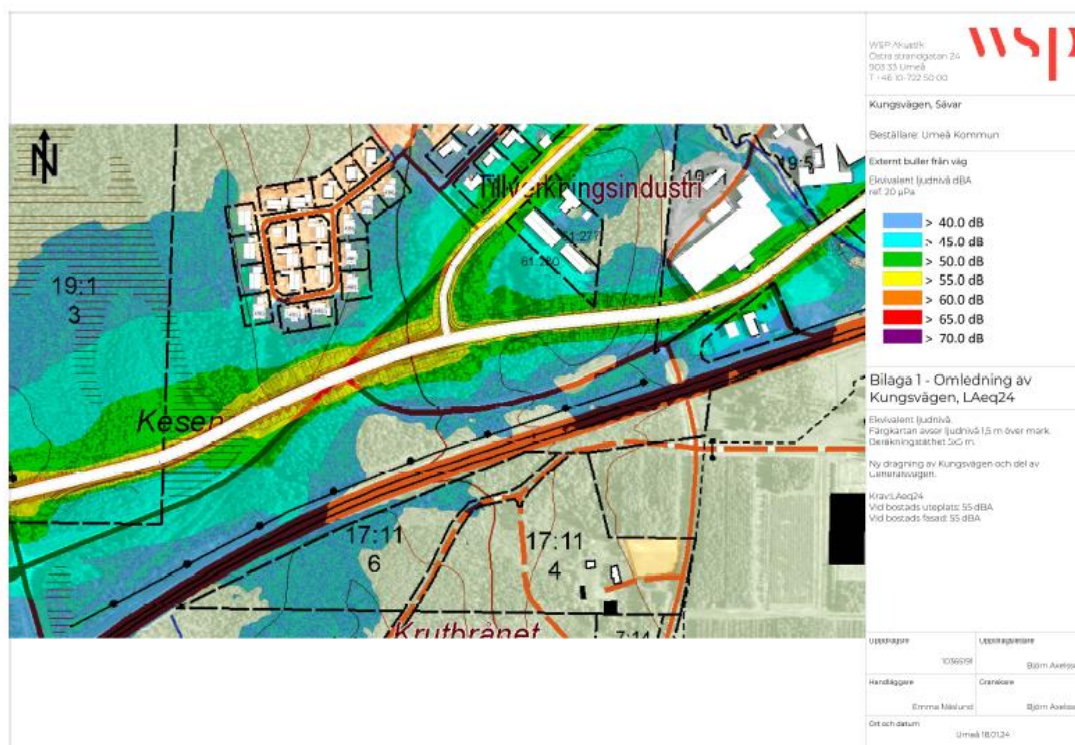 wsp
WSP Akustik
Östra strandgatan 24
903 33 Umeå
T +46 10-722 50 00
Kungsvägen, Sävar
Beställare: Umeå Kommun
Externt buller från väg
Ekvivalent ljudnivå dBA
ref. 20 µPa
> 40.0 dB
> 45.0 dB
> 50.0 dB
> 55.0 dB
> 60.0 dB
> 65.0 dB
> 70.0 dB
Bilaga 1 - Omledning av
Kungsvägen, LAeq24
Ekvivalent ljudnivå.
Färgkartan avser ljudnivå 1,5 m över mark.
Beräkningstäthet 5x5 m.
Ny dragning av Kungsvägen och del av
Generalsvägen.
Krav:LAeq24
Vid bostads uteplats: 55 dBA
Vid bostads fasad: 55 dBA
Uppdragsnr
Uppdragsledare
Björn Axelss
Handläggare
Granskare
Emma Näslund
Björn Axelss
Ort och datum
Umeå 18.01.24
N
Tillverkningsindustri
19:5
61:277
61:280
19:1
3
Kesen
17:11
6
17:11
4
Krutbrånet
7:14